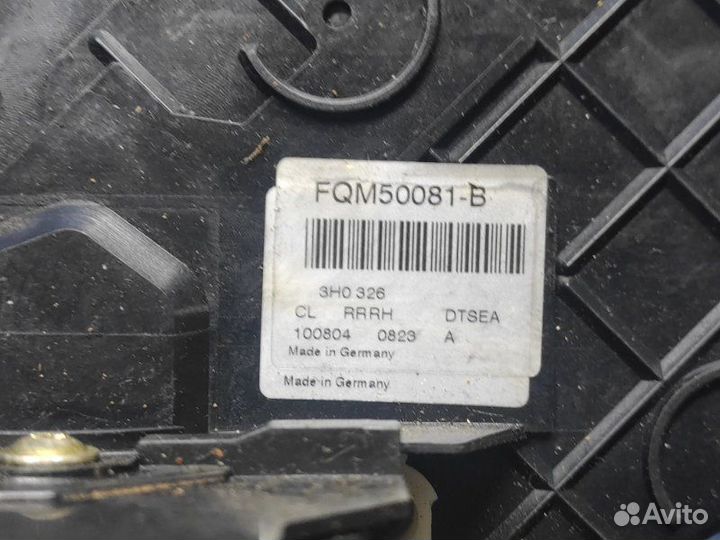 FQM50081-B
3H0 326
CL RRRH DTSEA
100804 0823 A
Made in Germany
Made in Germany
Avito